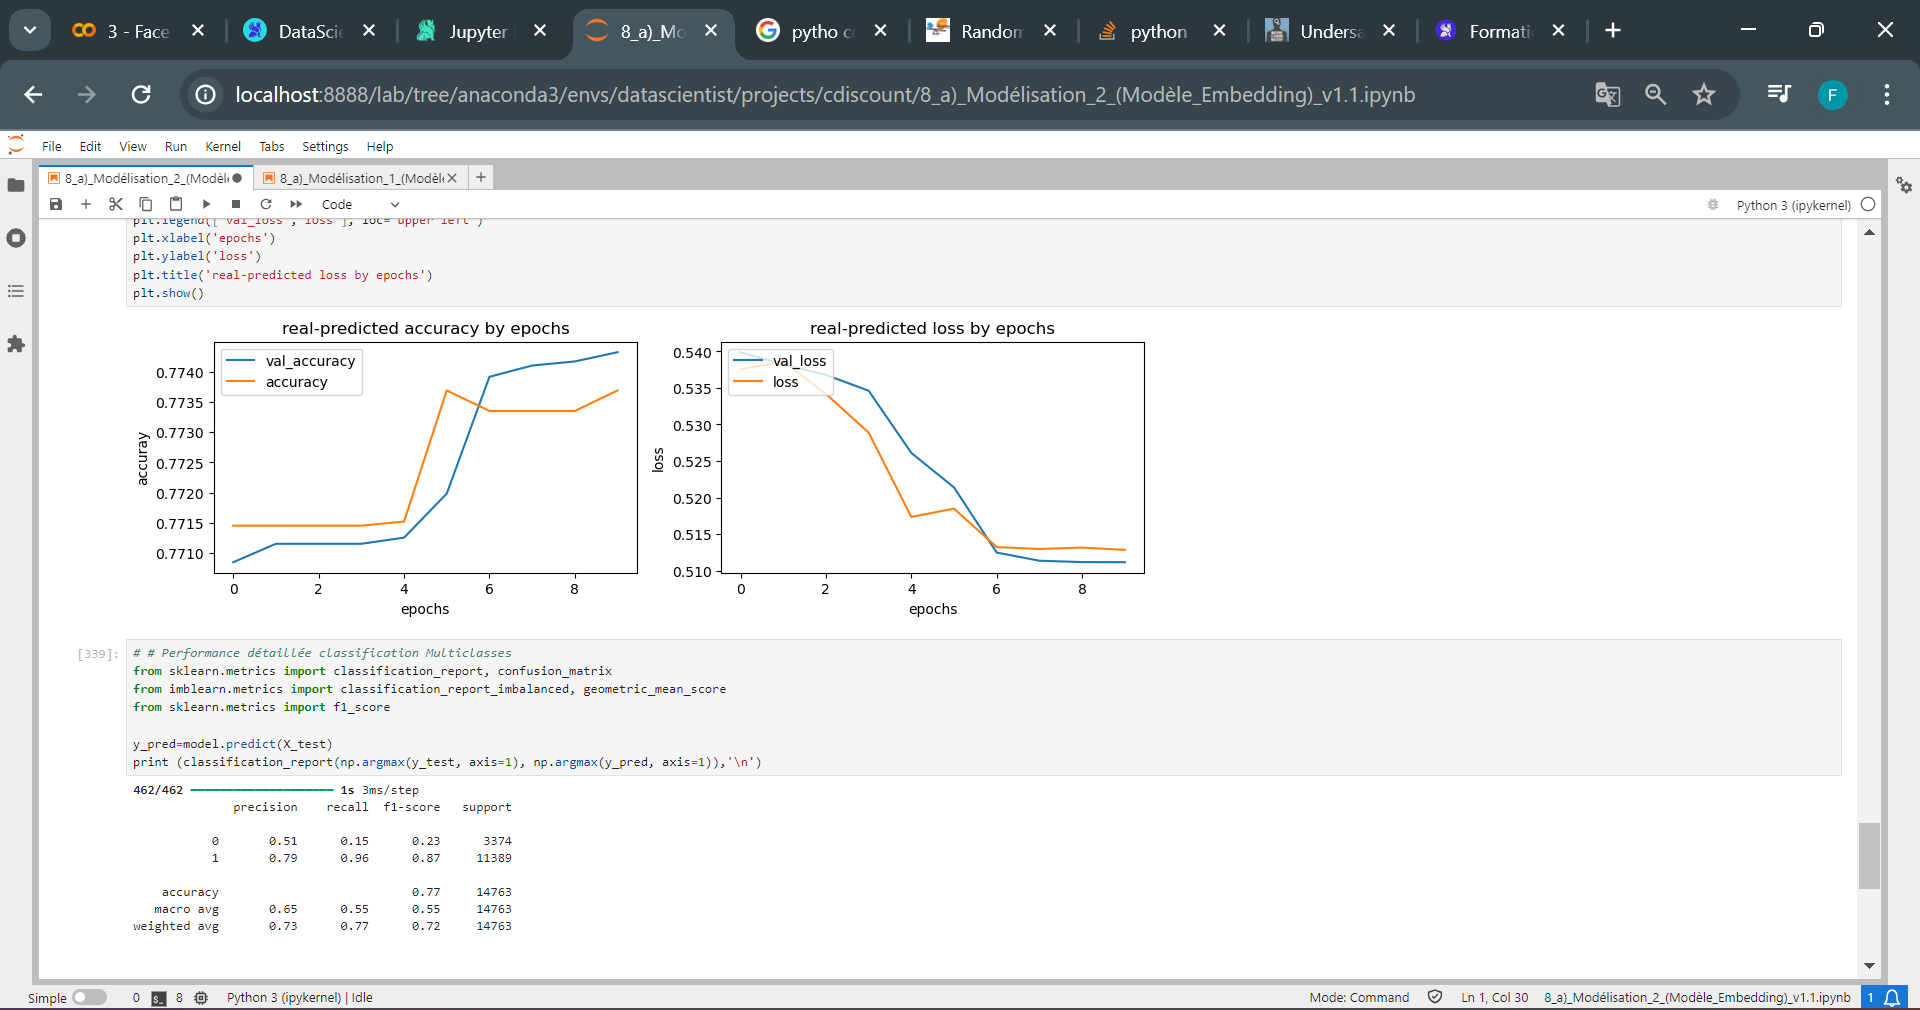 3 - Face
DataScie
Jupyter
8_a)_Mo
pytho c
Random
python
Undersa
Formati
localhost:8888/lab/tree/anaconda3/envs/datascientist/projects/cdiscount/8_a)_Modélisation_2_(Modèle_Embedding)_v1.1.ipynb
F
File Edit View Run Kernel Tabs Settings Help
8_a)_Modélisation_2_(Modèl
8_a)_Modélisation_1_(Modèl
Code
Python 3 (ipykernel)
plt.legend(['val_loss', 'loss'], loc='upper left')
plt.xlabel('epochs')
plt.ylabel('loss')
plt.title('real-predicted loss by epochs')
plt.show()
real-predicted accuracy by epochs
val_accuracy
accuracy
0.7740
0.7735
0.7730
0.7725
0.7720
0.7715
0.7710
accuray
0 2 4 6 8
epochs
real-predicted loss by epochs
val_loss
loss
0.540
0.535
0.530
0.525
0.520
0.515
0.510
loss
0 2 4 6 8
epochs
[339]:
# # Performance détaillée classification Multiclasses
from sklearn.metrics import classification_report, confusion_matrix
from imblearn.metrics import classification_report_imbalanced, geometric_mean_score
from sklearn.metrics import f1_score
y_pred=model.predict(X_test)
print (classification_report(np.argmax(y_test, axis=1), np.argmax(y_pred, axis=1)),'\n')
462/462 1s 3ms/step
precision recall f1-score support
0 0.51 0.15 0.23 3374
1 0.79 0.96 0.87 11389
accuracy 0.77 14763
macro avg 0.65 0.55 0.55 14763
weighted avg 0.73 0.77 0.72 14763
Simple 0 $_ 8 Python 3 (ipykernel) | Idle
Mode: Command Ln 1, Col 30 8_a)_Modélisation_2_(Modèle_Embedding)_v1.1.ipynb 1